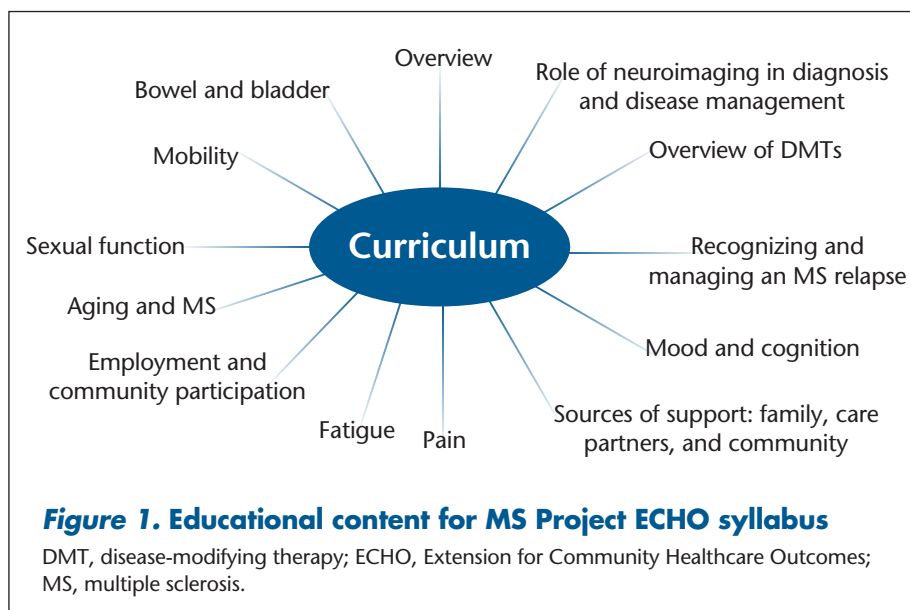 Overview
Role of neuroimaging in diagnosis
and disease management
Overview of DMTs
Recognizing and
managing an MS relapse
Mood and cognition
Sources of support: family, care
partners, and community
Pain
Fatigue
Employment and
community participation
Aging and MS
Sexual function
Mobility
Bowel and bladder
Curriculum
Figure 1. Educational content for MS Project ECHO syllabus
DMT, disease-modifying therapy; ECHO, Extension for Community Healthcare Outcomes;
MS, multiple sclerosis.